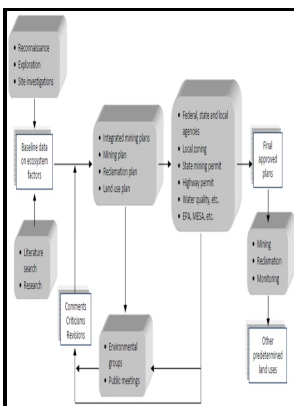 • Reconnaissance
• Exploration
• Site Investigations
Baseline data
on ecosystem
factors
• Literature
search
• Research
• Integrated mining plans
• Mining plan
• Reclamation plan
• Land use plan
Comments
Criticisms
Revisions
• Environmental
groups
• Public meetings
• Federal, state and local
agencies
• Local zoning
• State mining permit
• Highway permit
• Water quality, etc.
• EPA, MESA, etc.
Final
approved
plans
• Mining
• Reclamation
• Monitoring
Other
predetermined
land uses